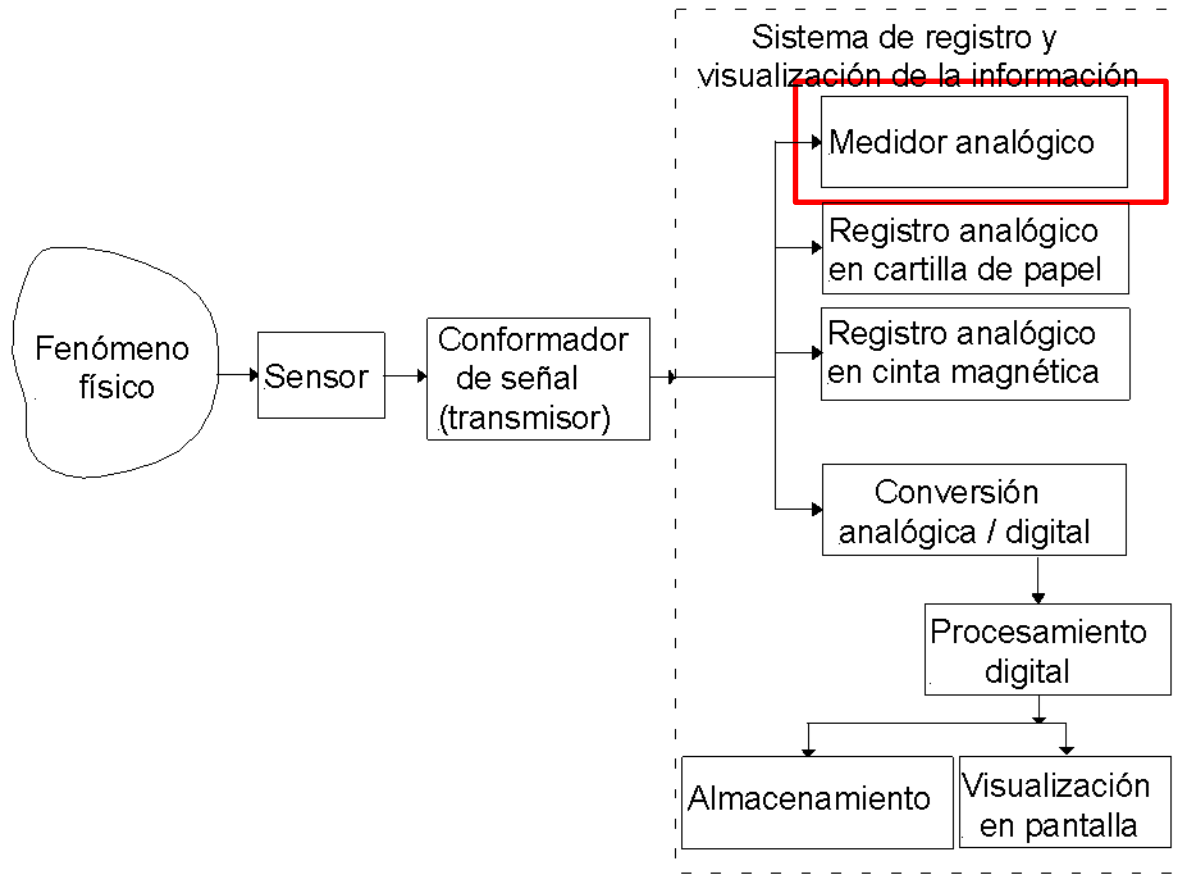 Sistema de registro y
visualización de la información
Medidor analógico
Registro analógico
en cartilla de papel
Registro analógico
en cinta magnética
Fenómeno
físico
Sensor
Conformador
de señal
(transmisor)
Conversión
analógica / digital
Procesamiento
digital
Almacenamiento
Visualización
en pantalla